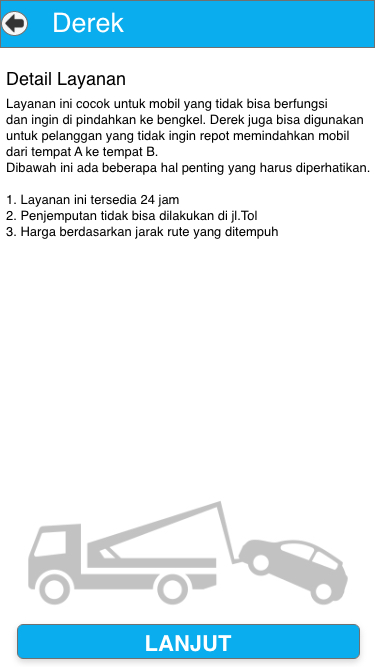 Derek
Detail Layanan
Layanan ini cocok untuk mobil yang tidak bisa berfungsi
dan ingin di pindahkan ke bengkel. Derek juga bisa digunakan
untuk pelanggan yang tidak ingin repot memindahkan mobil
dari tempat A ke tempat B.
Dibawah ini ada beberapa hal penting yang harus diperhatikan.
1. Layanan ini tersedia 24 jam
2. Penjemputan tidak bisa dilakukan di jl.Tol
3. Harga berdasarkan jarak rute yang ditempuh
LANJUT